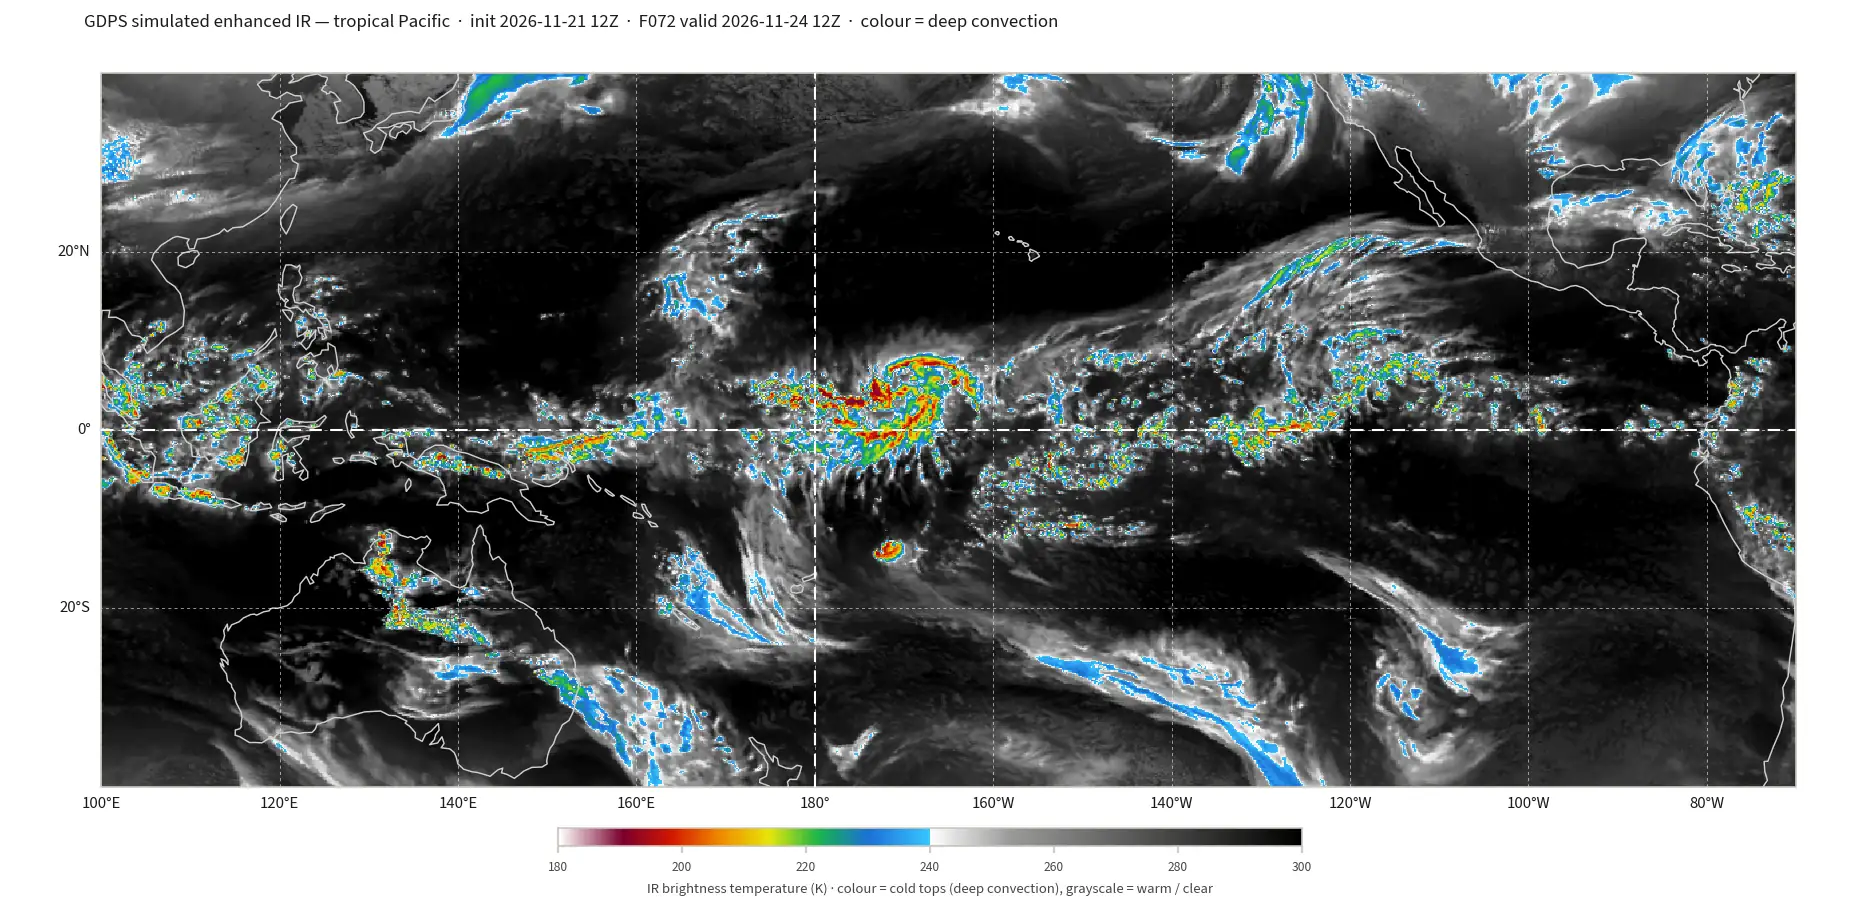 GDPS simulated enhanced IR — tropical Pacific · init 2026-11-21 12Z · F072 valid 2026-11-24 12Z · colour = deep convection
20°N
0°
20°S
100°E 120°E 140°E 160°E 180° 160°W 140°W 120°W 100°W 80°W
180 200 220 240 260 280 300
IR brightness temperature (K) · colour = cold tops (deep convection), grayscale = warm / clear